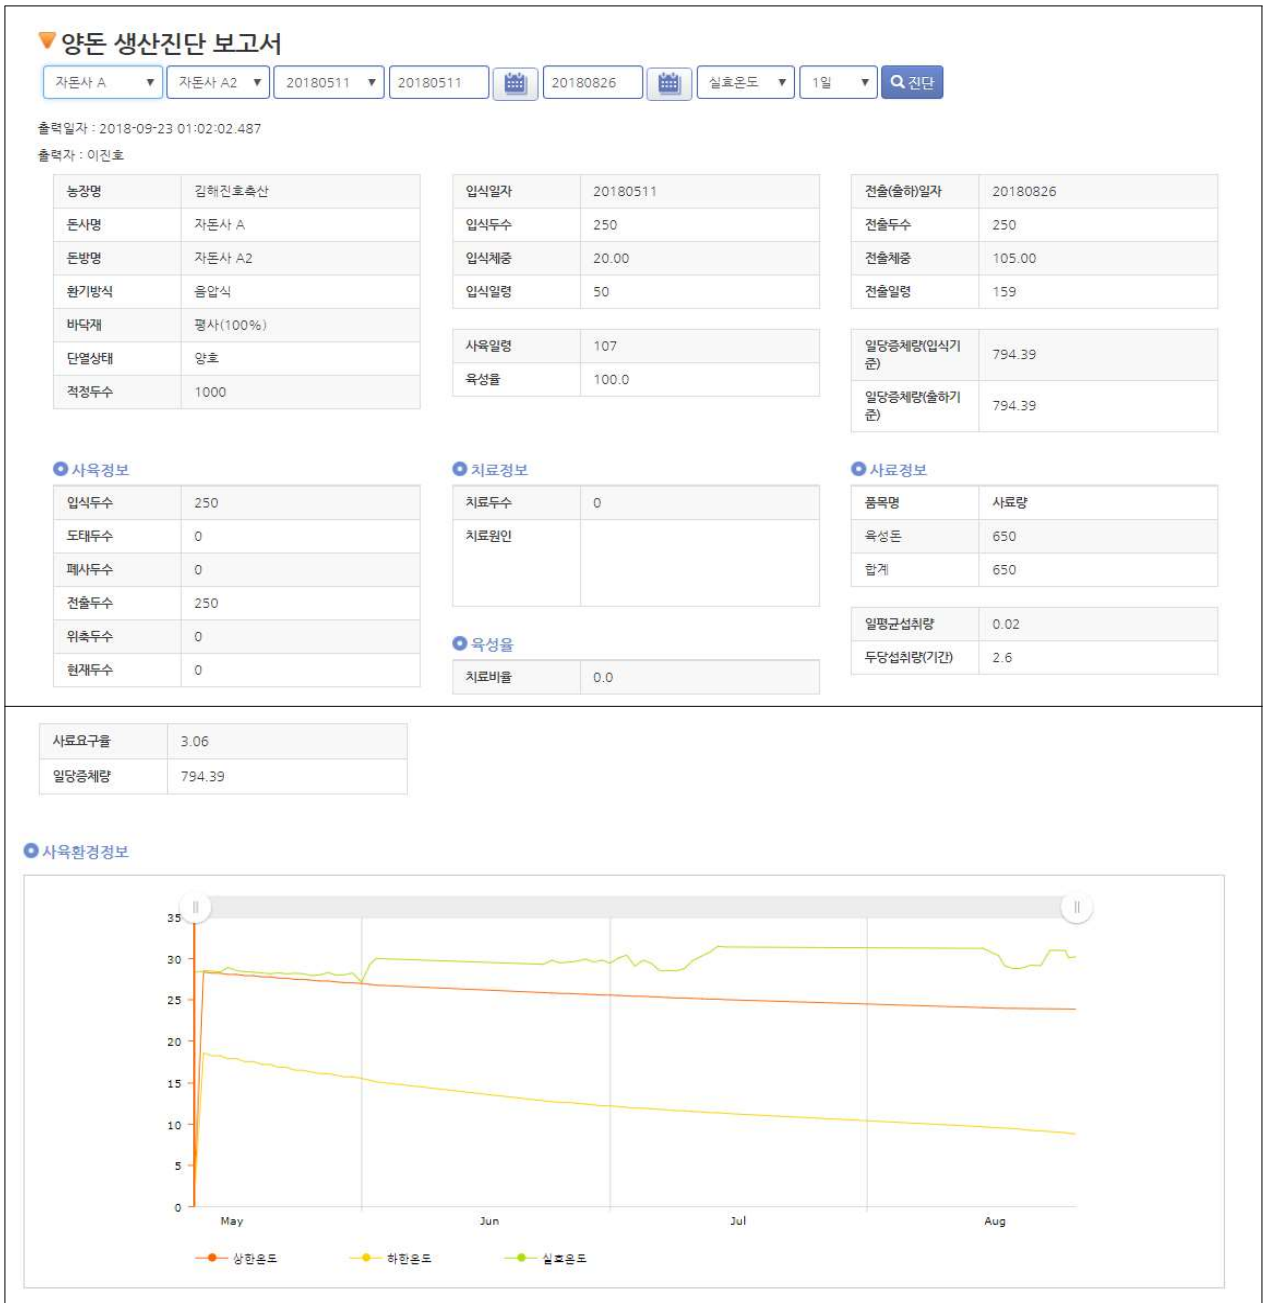 양돈 생산진단 보고서
자돈사 A ▼ 자돈사 A2 ▼ 20180511 ▼ 20180511 20180826 실효온도 ▼ 1일 ▼ 진단
출력일자 : 2018-09-23 01:02:02.487
출력자 : 이진호
농장명 김해진호축산
돈사명 자돈사 A
돈방명 자돈사 A2
환기방식 음압식
바닥재 평사(100%)
단열상태 양호
적정두수 1000
입식일자 20180511
입식두수 250
입식체중 20.00
입식일령 50
사육일령 107
육성율 100.0
전출(출하)일자 20180826
전출두수 250
전출체중 105.00
전출일령 159
일당증체량(입식기
준) 794.39
일당증체량(출하기
준) 794.39
사육정보
입식두수 250
도태두수 0
폐사두수 0
전출두수 250
위축두수 0
현재두수 0
치료정보
치료두수 0
치료원인
육성율
치료비율 0.0
사료정보
품목명 사료량
육성돈 650
합계 650
일평균섭취량 0.02
두당섭취량(기간) 2.6
사료요구율 3.06
일당증체량 794.39
사육환경정보
35
30
25
20
15
10
5
0
May Jun Jul Aug
상한온도 하한온도 실효온도